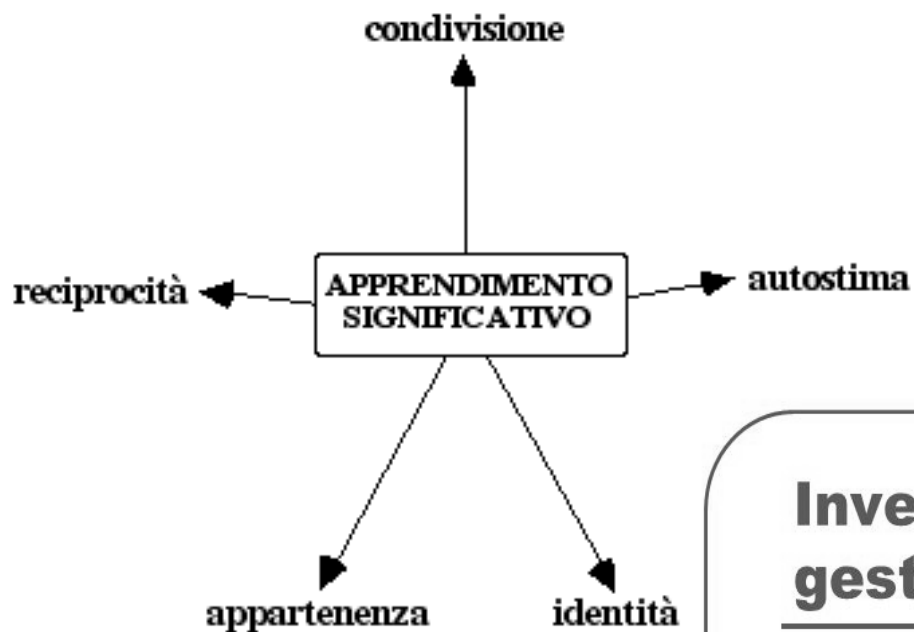 condivisione
reciprocità
APPRENDIMENTO
SIGNIFICATIVO
autostima
appartenenza
identità